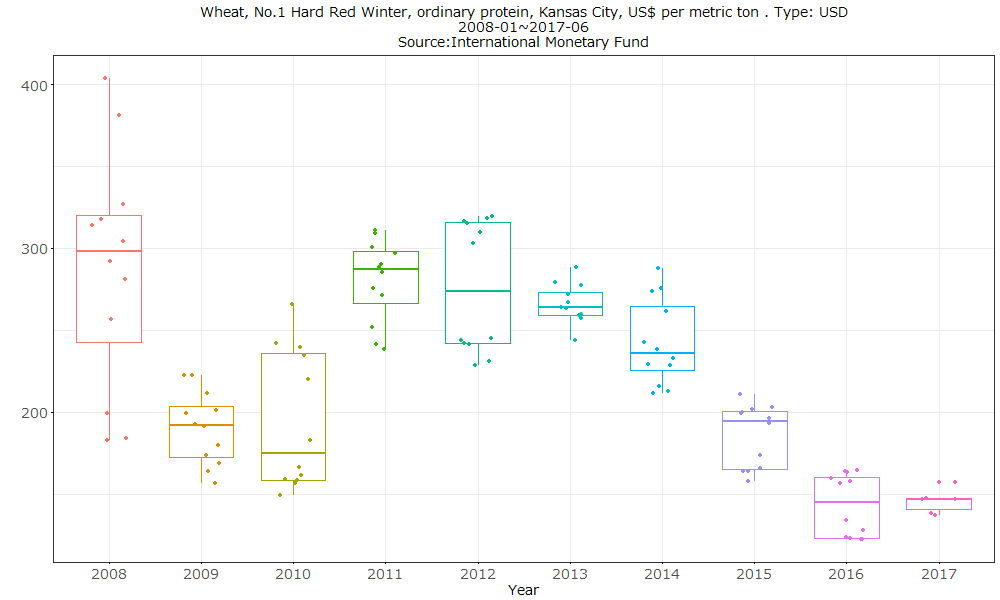 Wheat, No.1 Hard Red Winter, ordinary protein, Kansas City, US$ per metric ton . Type: USD
2008-01~2017-06
Source:International Monetary Fund
400
300
200
2008 2009 2010 2011 2012 2013 2014 2015 2016 2017
Year